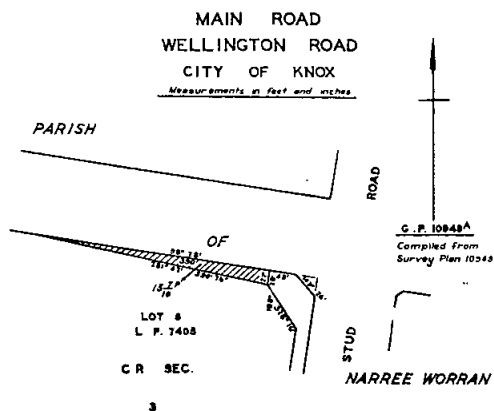 MAIN ROAD
WELLINGTON ROAD
CITY OF KNOX
Measurements in feet and inches
PARISH
ROAD
G.P. 10948A
Compiled from
Survey Plan 10948
OF
LOT 8
L P. 7408
C R SEC.
STUD
NARREE WORRAN
3